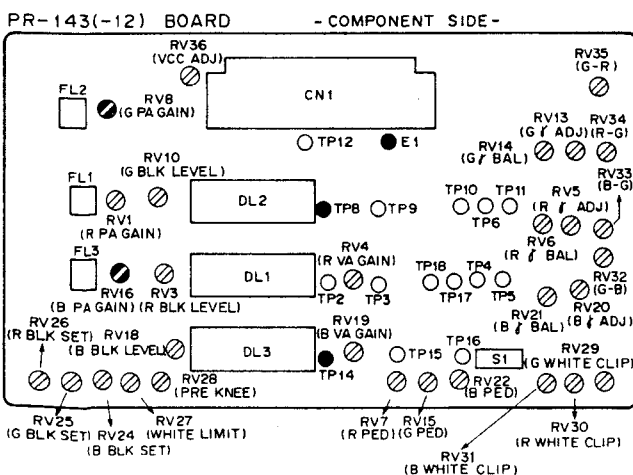 PR-143(-12) BOARD - COMPONENT SIDE-
RV36
(VCC ADJ)
RV35
(G-R)
FL2
RV8
(G PA GAIN)
CN1
RV13
(G γ ADJ)
RV34
(R-G)
RV14
(G γ BAL)
TP12
E1
RV33
(B-G)
RV10
(G BLK LEVEL)
FL1
RV1
(R PA GAIN)
DL2
TP8
TP9
TP10
TP11
TP6
RV5
(R γ ADJ)
RV6
(R γ BAL)
FL3
RV16
(B PA GAIN)
RV3
(R BLK LEVEL)
DL1
RV4
(R VA GAIN)
TP2
TP3
TP18
TP4
TP17
TP5
RV32
(G-B)
RV21
(B γ BAL)
RV20
(B γ ADJ)
RV26
(R BLK SET)
RV18
(B BLK LEVEL)
DL3
RV19
(B VA GAIN)
TP14
TP15
TP16
S1
RV29
(G WHITE CLIP)
RV28
(PRE KNEE)
RV22
(B PED)
RV25
(G BLK SET)
RV24
(B BLK SET)
RV27
(WHITE LIMIT)
RV7
(R PED)
RV15
(G PED)
RV30
(R WHITE CLIP)
RV31
(B WHITE CLIP)